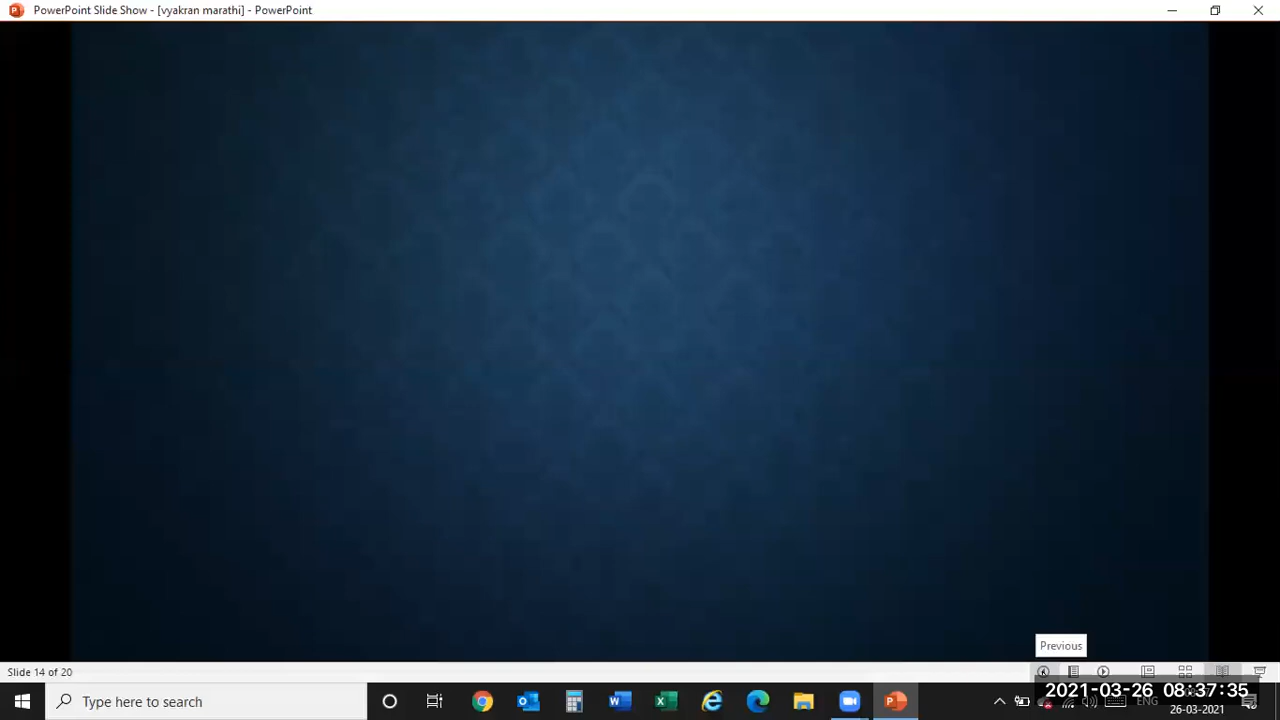 PowerPoint Slide Show - [vyakran marathi] - PowerPoint
Previous
Slide 14 of 20
Type here to search
2021-03-26 08:37:35
ENG
26-03-2021